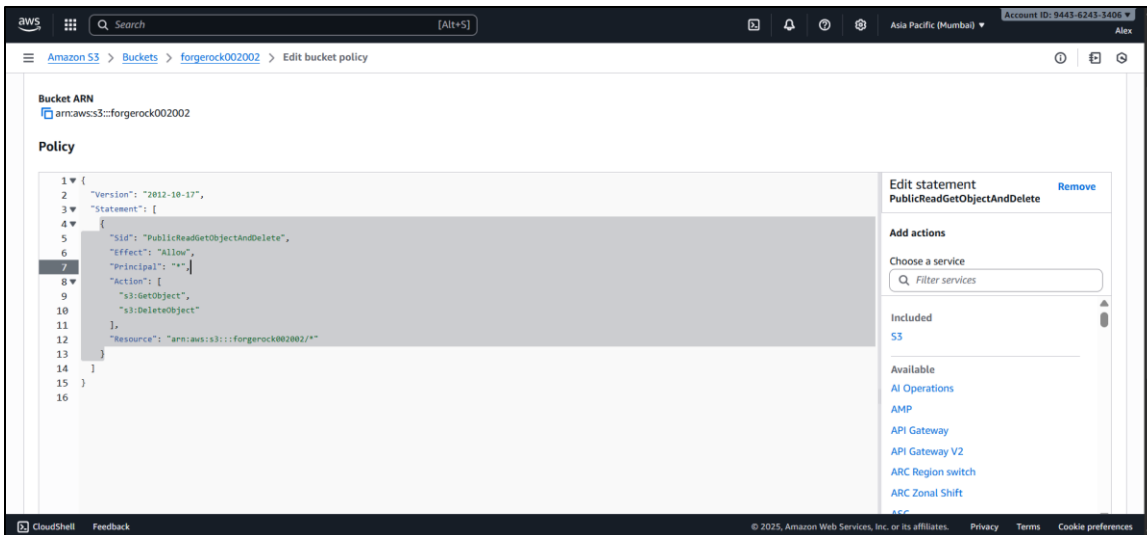 aws
Search
[Alt+S]
Asia Pacific (Mumbai)
Account ID: 9443-6243-3406
Alex
Amazon S3 > Buckets > forgerock002002 > Edit bucket policy
Bucket ARN
arn:aws:s3:::forgerock002002
Policy
1 {
2 "Version": "2012-10-17",
3 "Statement": [
4 {
5 "Sid": "PublicReadGetObjectAndDelete",
6 "Effect": "Allow",
7 "Principal": "*",
8 "Action": [
9 "s3:GetObject",
10 "s3:DeleteObject"
11 ],
12 "Resource": "arn:aws:s3:::forgerock002002/*"
13 }
14 ]
15 }
16
Edit statement
Remove
PublicReadGetObjectAndDelete
Add actions
Choose a service
Filter services
Included
S3
Available
AI Operations
AMP
API Gateway
API Gateway V2
ARC Region switch
ARC Zonal Shift
CloudShell
Feedback
© 2025, Amazon Web Services, Inc. or its affiliates.
Privacy
Terms
Cookie preferences